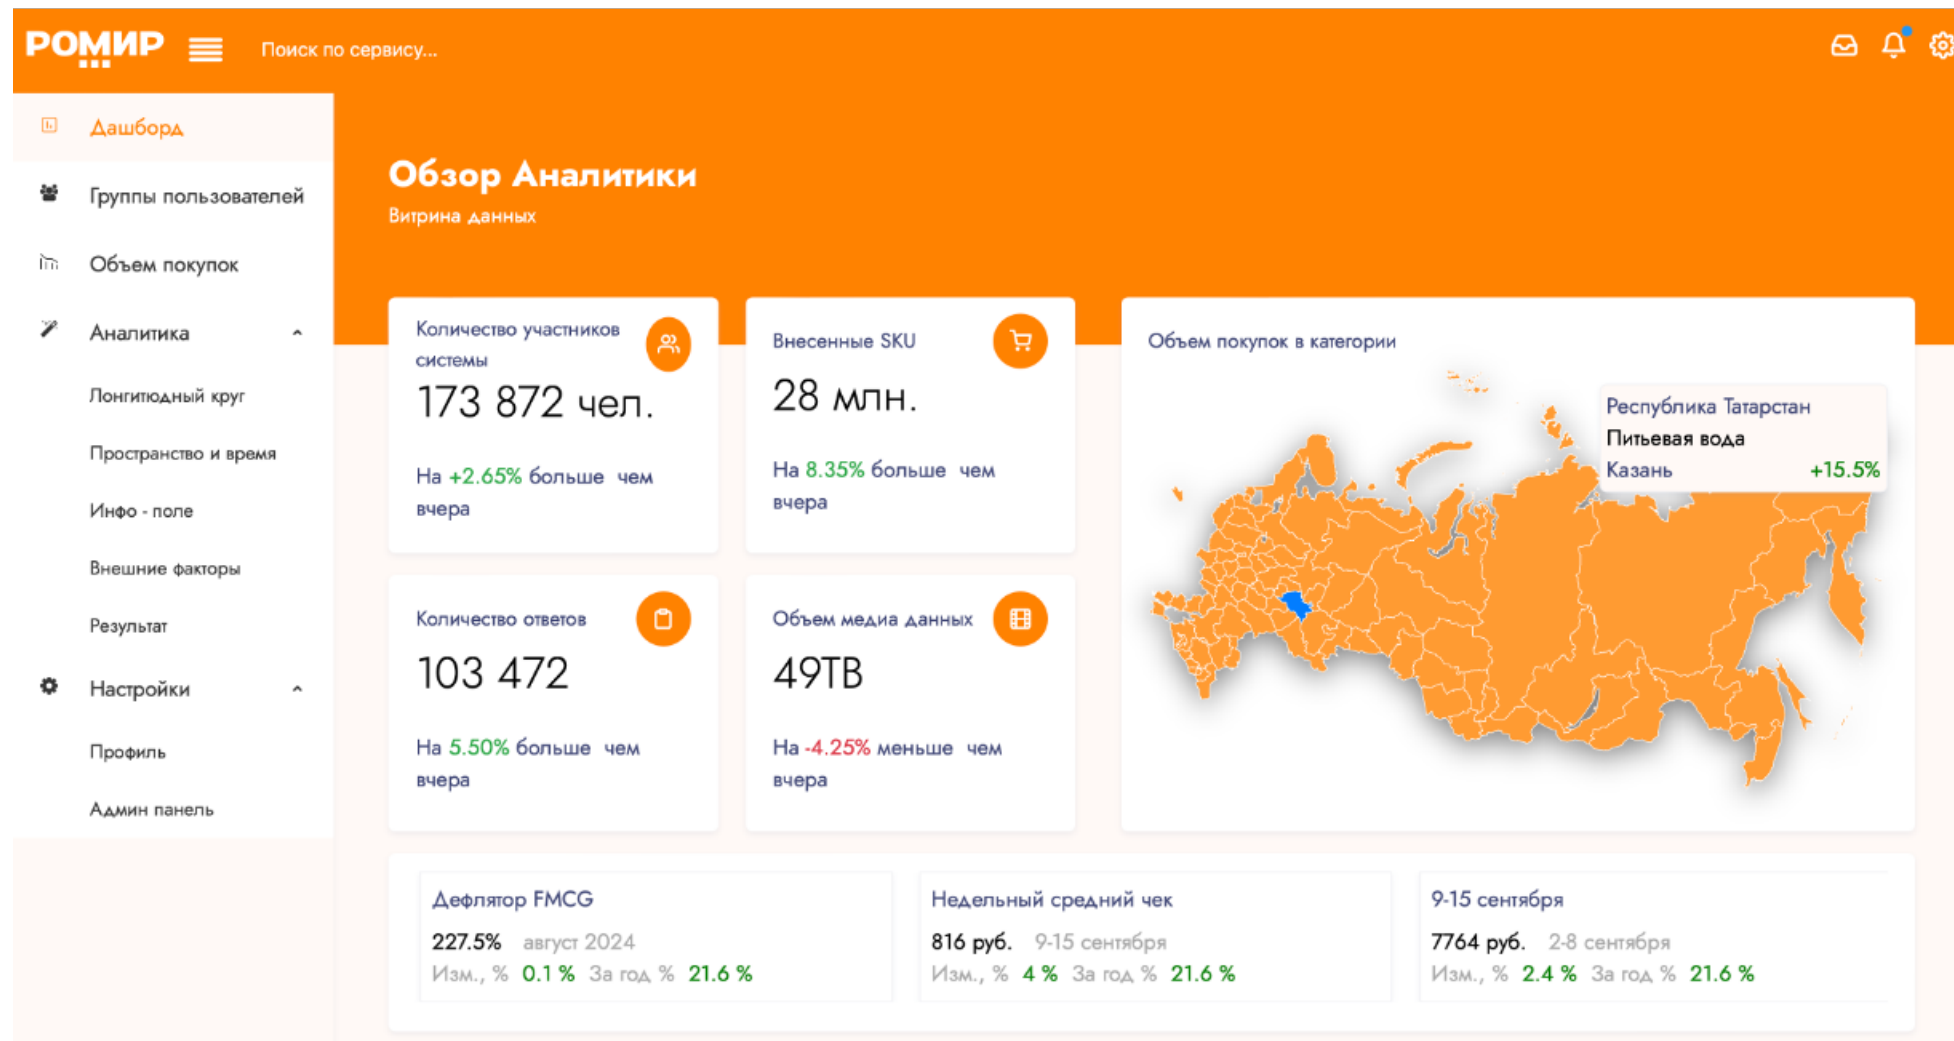 РОМИР
Поиск по сервису...
Дашборд
Группы пользователей
Объем покупок
Аналитика
Лонгитюдный круг
Пространство и время
Инфо - поле
Внешние факторы
Результат
Настройки
Профиль
Админ панель
Обзор Аналитики
Витрина данных
Количество участников
системы
173 872 чел.
На +2.65% больше чем
вчера
Внесенные SKU
28 млн.
На 8.35% больше чем
вчера
Количество ответов
103 472
На 5.50% больше чем
вчера
Объем медиа данных
49TB
На -4.25% меньше чем
вчера
Объем покупок в категории
Республика Татарстан
Питьевая вода
Казань +15.5%
Дефлятор FMCG
227.5% август 2024
Изм., % 0.1 % За год % 21.6 %
Недельный средний чек
816 руб. 9-15 сентября
Изм., % 4 % За год % 21.6 %
9-15 сентября
7764 руб. 2-8 сентября
Изм., % 2.4 % За год % 21.6 %